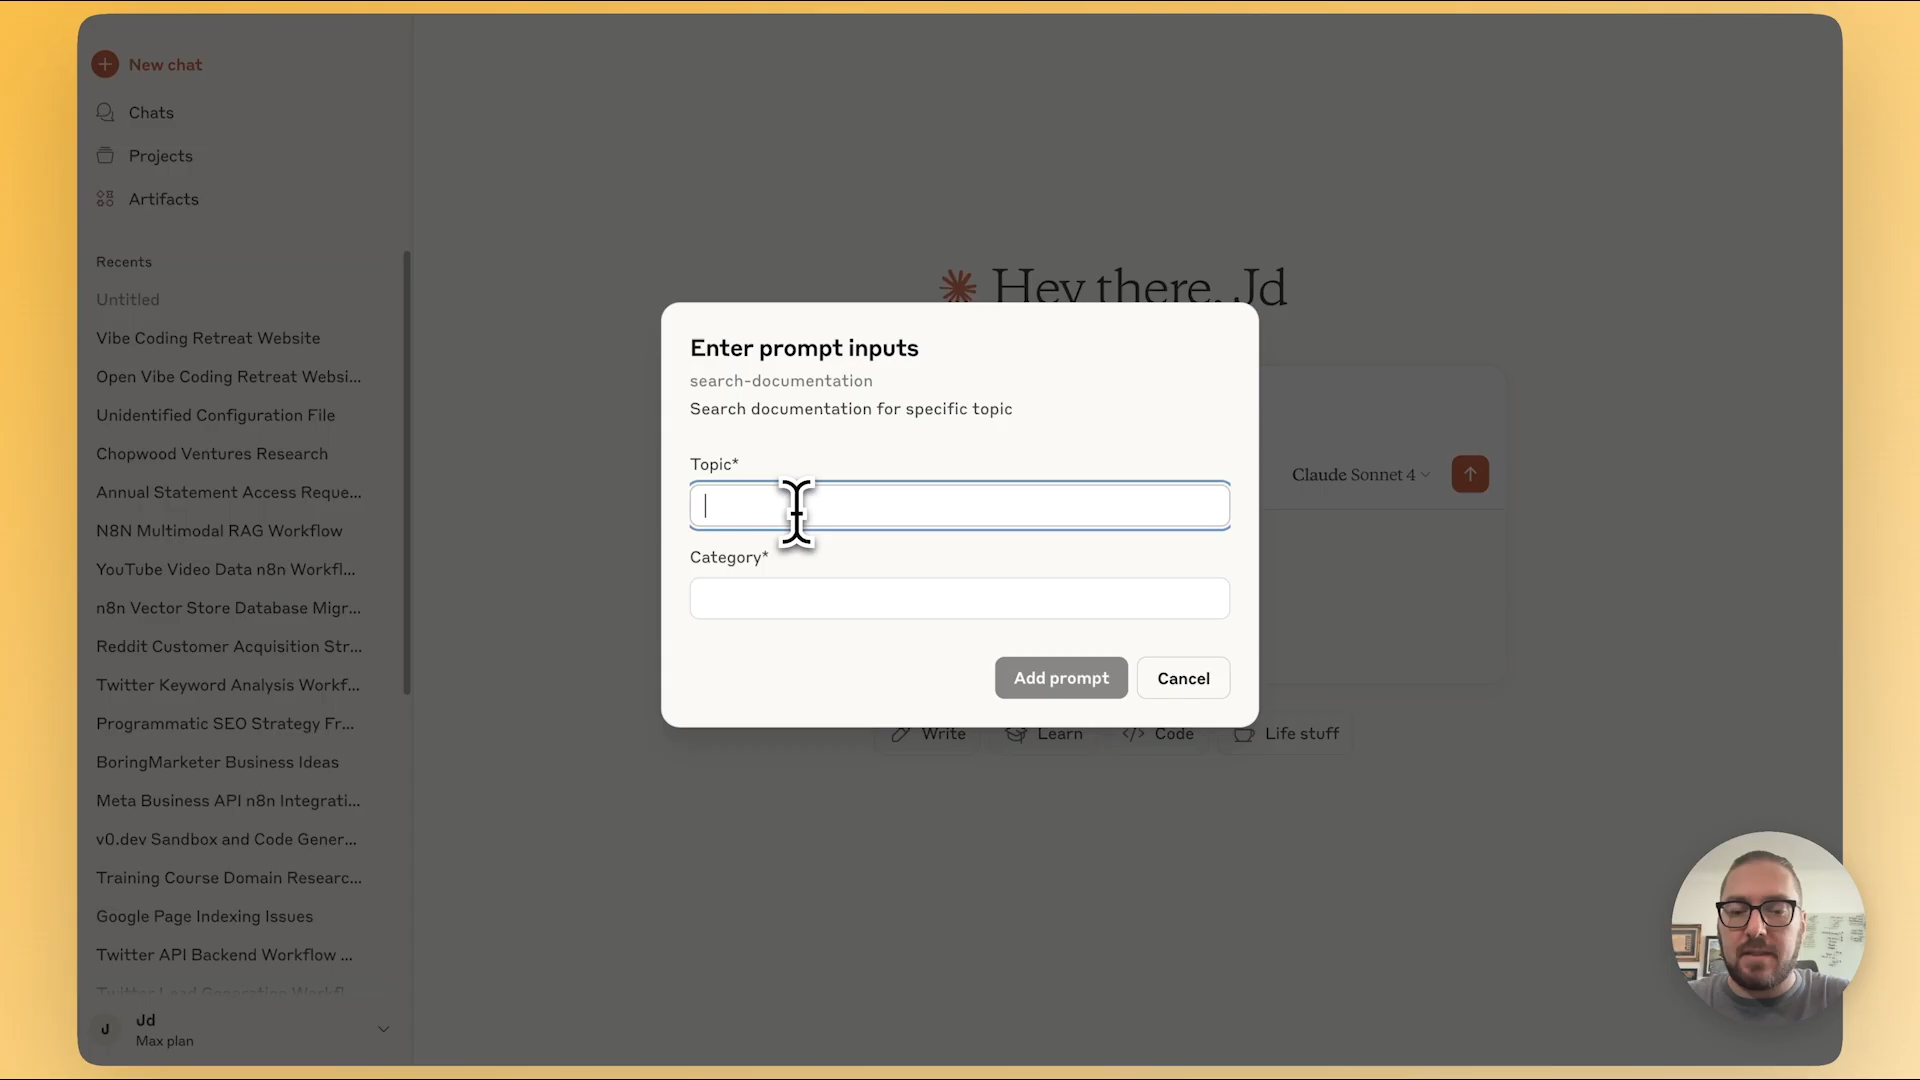 New chat
Chats
Projects
Artifacts
Recents
Untitled
Vibe Coding Retreat Website
Open Vibe Coding Retreat Websi...
Unidentified Configuration File
Chopwood Ventures Research
Annual Statement Access Reque...
N8N Multimodal RAG Workflow
YouTube Video Data n8n Workfl...
n8n Vector Store Database Migr...
Reddit Customer Acquisition Str...
Twitter Keyword Analysis Workf...
Programmatic SEO Strategy Fr...
BoringMarketer Business Ideas
Meta Business API n8n Integrati...
v0.dev Sandbox and Code Gener...
Training Course Domain Researc...
Google Page Indexing Issues
Twitter API Backend Workflow ...
Twitter Lead Generation Workfl...
J
Jd
Max plan
Hey there, Jd
Enter prompt inputs
search-documentation
Search documentation for specific topic
Topic*
Category*
Add prompt
Cancel
Claude Sonnet 4
Write
Learn
Code
Life stuff